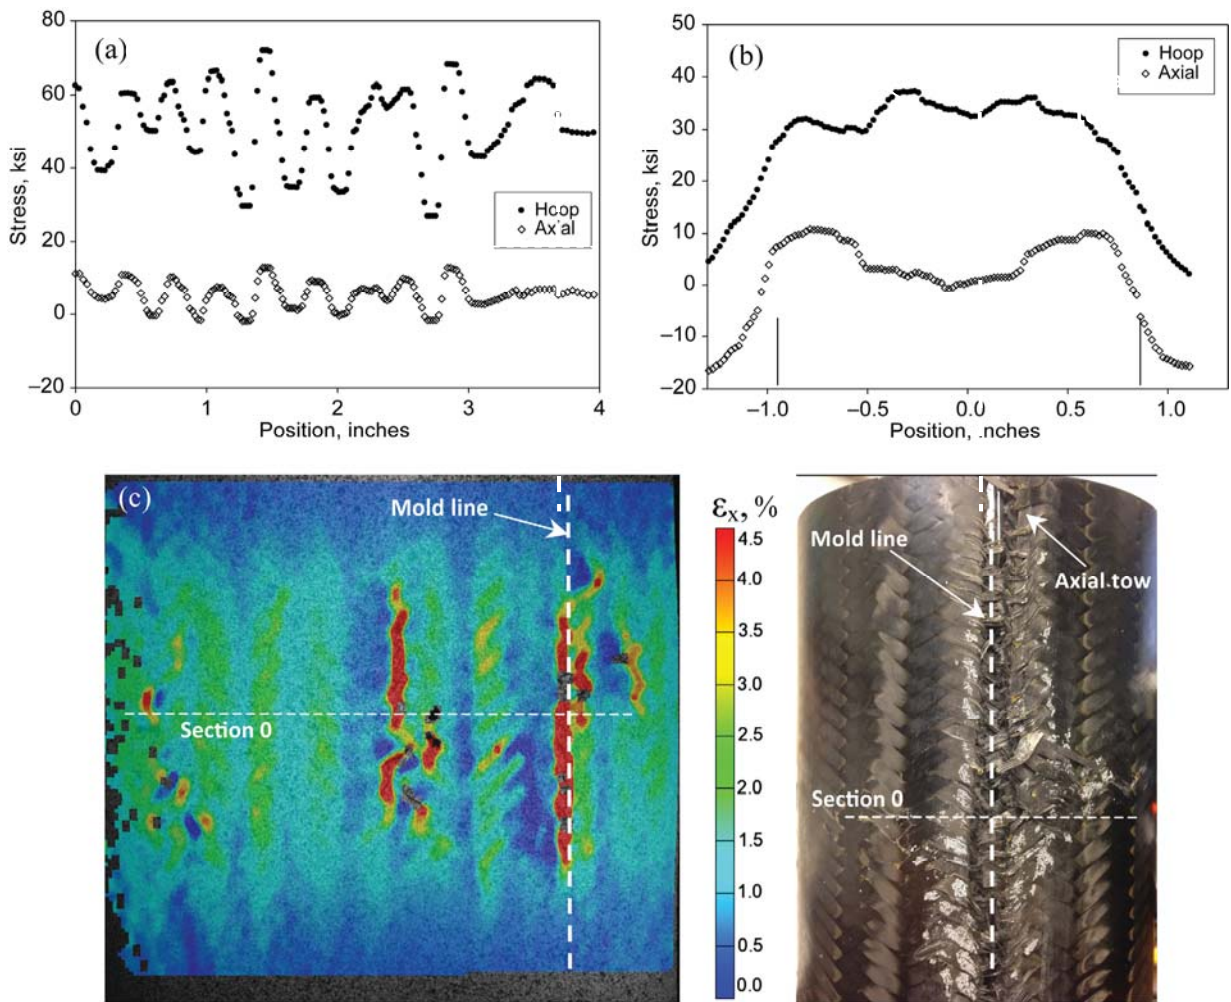 (a)
80
60
40
20
0
–20
Stress, ksi
Hoop
Axial
0
1
2
3
4
Position, inches
(b)
50
40
30
20
10
0
–10
–20
Stress, ksi
Hoop
Axial
–1.0
–0.5
0.0
0.5
1.0
Position, inches
(c)
Mold line
Section 0
εx, %
4.5
4.0
3.5
3.0
2.5
2.0
1.5
1.0
0.5
0.0
Mold line
Axial tow
Section 0